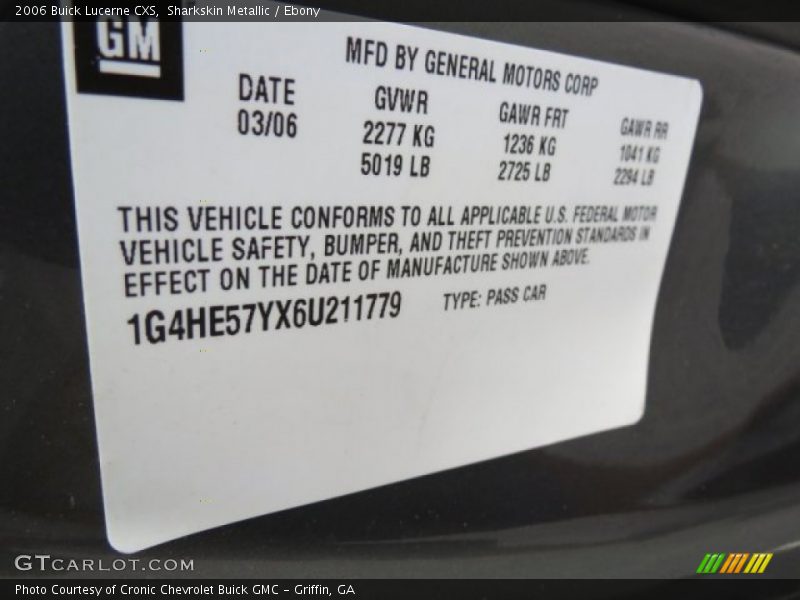 2006 Buick Lucerne CXS, Sharkskin Metallic / Ebony
GM
MFD BY GENERAL MOTORS CORP
DATE GVWR GAWR FRT GAWR RR
03/06 2277 KG 1236 KG 1041 KG
5019 LB 2725 LB 2294 LB
THIS VEHICLE CONFORMS TO ALL APPLICABLE U.S. FEDERAL MOTOR
VEHICLE SAFETY, BUMPER, AND THEFT PREVENTION STANDARDS IN
EFFECT ON THE DATE OF MANUFACTURE SHOWN ABOVE.
1G4HE57YX6U211779 TYPE: PASS CAR
GTCARLOT.COM
Photo Courtesy of Cronic Chevrolet Buick GMC – Griffin, GA